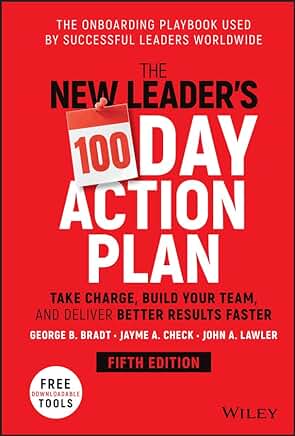 THE ONBOARDING PLAYBOOK USED
BY SUCCESSFUL LEADERS WORLDWIDE
THE
NEW LEADER'S
100 DAY
ACTION
PLAN
TAKE CHARGE, BUILD YOUR TEAM,
AND DELIVER BETTER RESULTS FASTER
GEORGE B. BRADT · JAYME A. CHECK · JOHN A. LAWLER
FIFTH EDITION
FREE
DOWNLOADABLE
TOOLS
WILEY